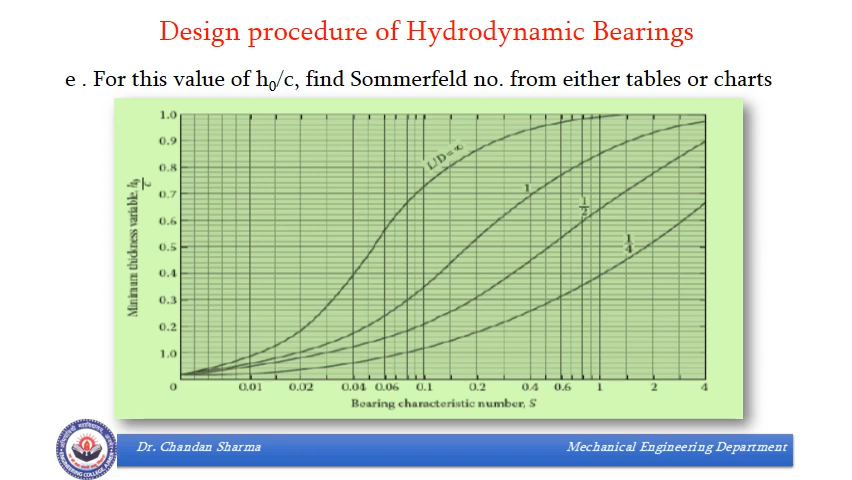 Design procedure of Hydrodynamic Bearings
e . For this value of h₀/c, find Sommerfeld no. from either tables or charts
1.0
0.9
0.8
0.7
0.6
0.5
0.4
0.3
0.2
1.0
Minimum thickness variable, h₀/c
L/D=∞
1
1/2
1/4
0 0.01 0.02 0.04 0.06 0.1 0.2 0.4 0.6 1 2 4
Bearing characteristic number, S
Dr. Chandan Sharma
Mechanical Engineering Department